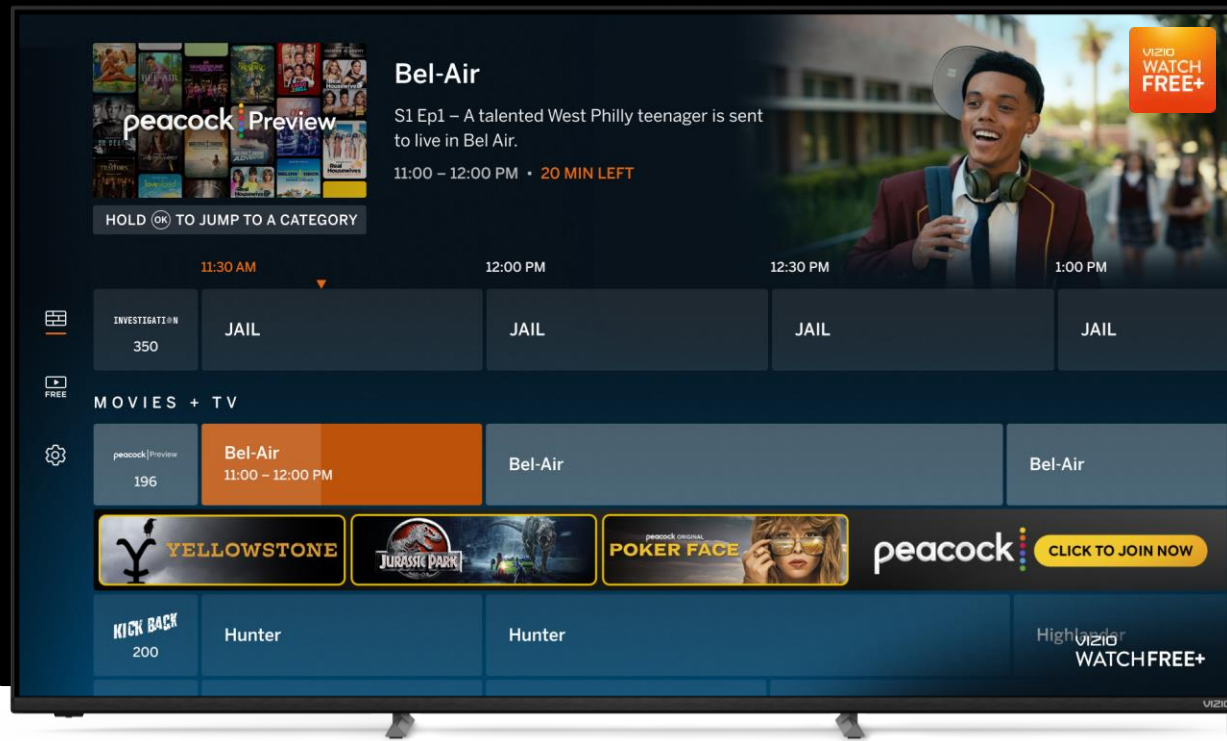 VIZIO
WATCH
FREE+
peacock Preview
Bel-Air
S1 Ep1 – A talented West Philly teenager is sent
to live in Bel Air.
11:00 – 12:00 PM • 20 MIN LEFT
HOLD OK TO JUMP TO A CATEGORY
11:30 AM 12:00 PM 12:30 PM 1:00 PM
INVESTIGATION
350
JAIL JAIL JAIL JAIL
FREE
MOVIES + TV
peacock|Preview
196
Bel-Air
11:00 – 12:00 PM
Bel-Air Bel-Air
Y YELLOWSTONE
JURASSIC PARK
peacock ORIGINAL
POKER FACE
peacock
CLICK TO JOIN NOW
KICK BACK
200
Hunter Hunter Highlander
VIZIO
WATCHFREE+
VIZIO